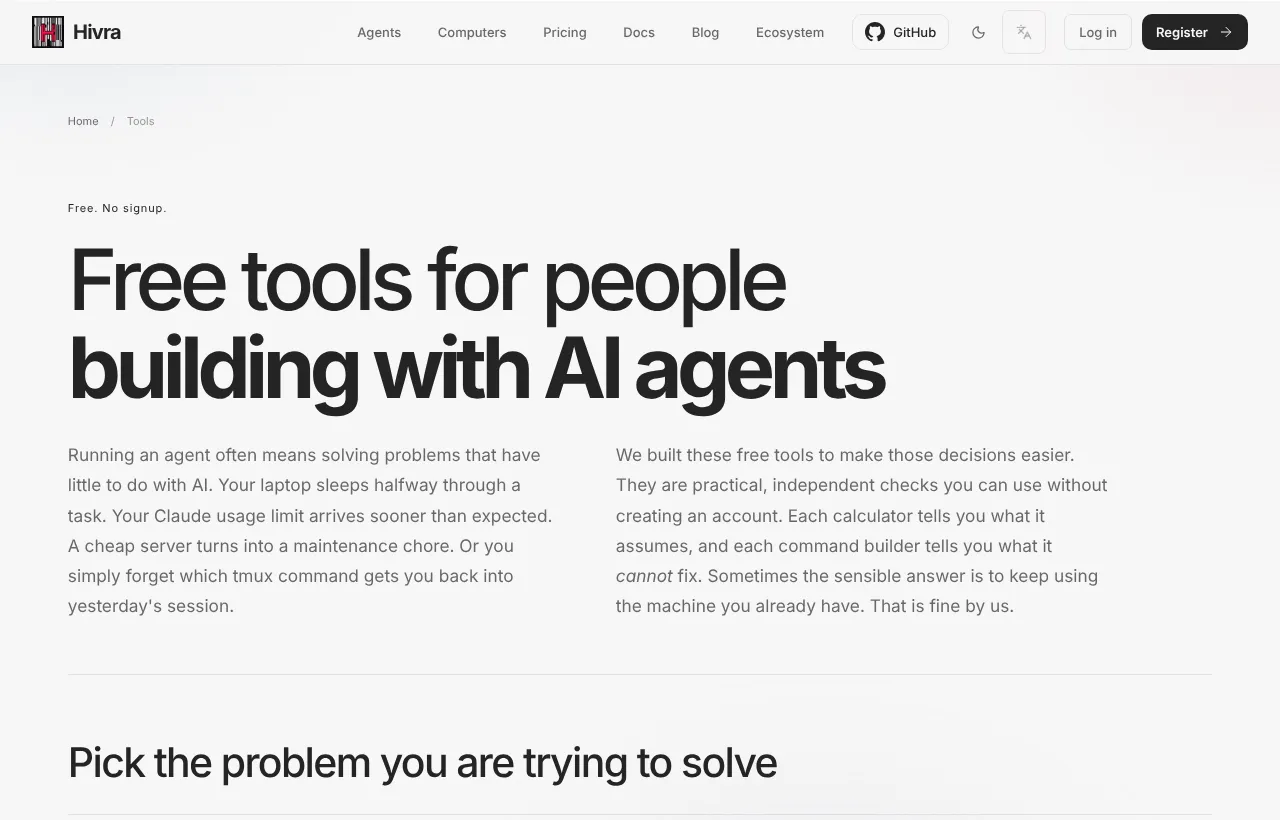 Hivra
Agents
Computers
Pricing
Docs
Blog
Ecosystem
GitHub
Log in
Register
Home / Tools
Free. No signup.
Free tools for people
building with AI agents
Running an agent often means solving problems that have
little to do with AI. Your laptop sleeps halfway through a
task. Your Claude usage limit arrives sooner than expected.
A cheap server turns into a maintenance chore. Or you
simply forget which tmux command gets you back into
yesterday's session.
We built these free tools to make those decisions easier.
They are practical, independent checks you can use without
creating an account. Each calculator tells you what it
assumes, and each command builder tells you what it
cannot fix. Sometimes the sensible answer is to keep using
the machine you already have. That is fine by us.
Pick the problem you are trying to solve